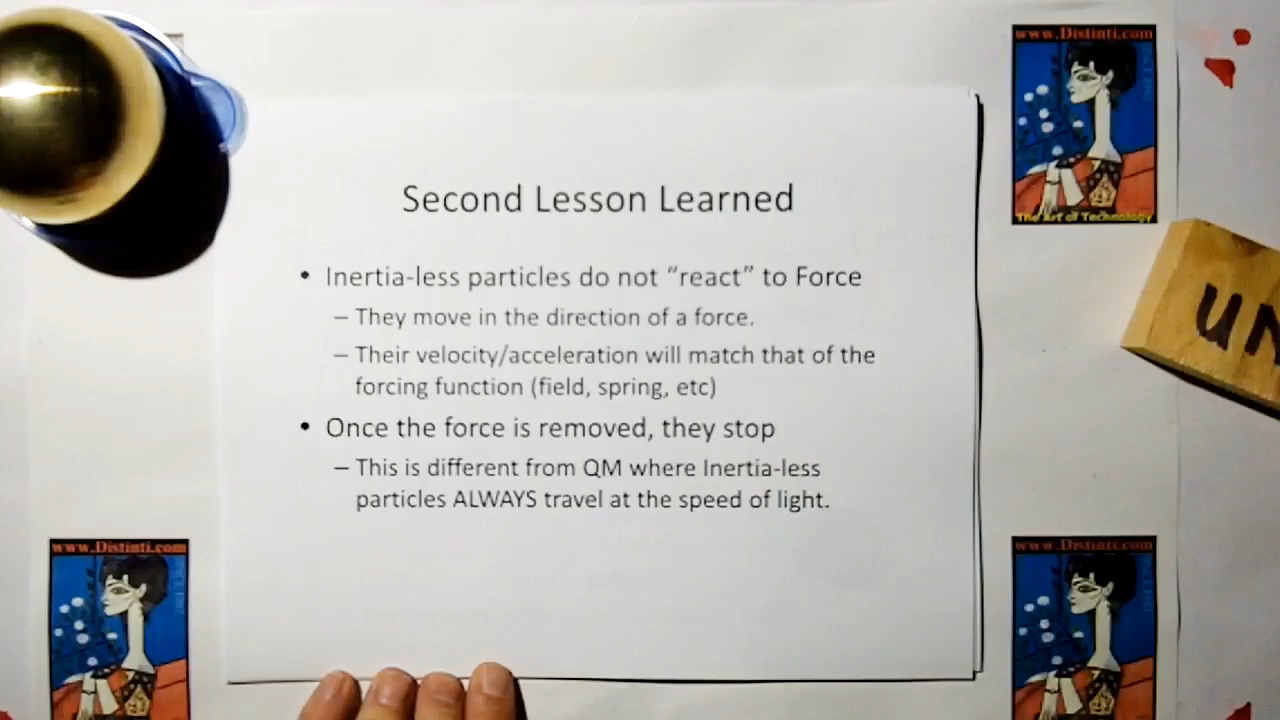 www.Distinti.com
The Art of Technology
UN
Second Lesson Learned
• Inertia-less particles do not “react” to Force
– They move in the direction of a force.
– Their velocity/acceleration will match that of the
forcing function (field, spring, etc)
• Once the force is removed, they stop
– This is different from QM where Inertia-less
particles ALWAYS travel at the speed of light.
www.Distinti.com
www.Distinti.com